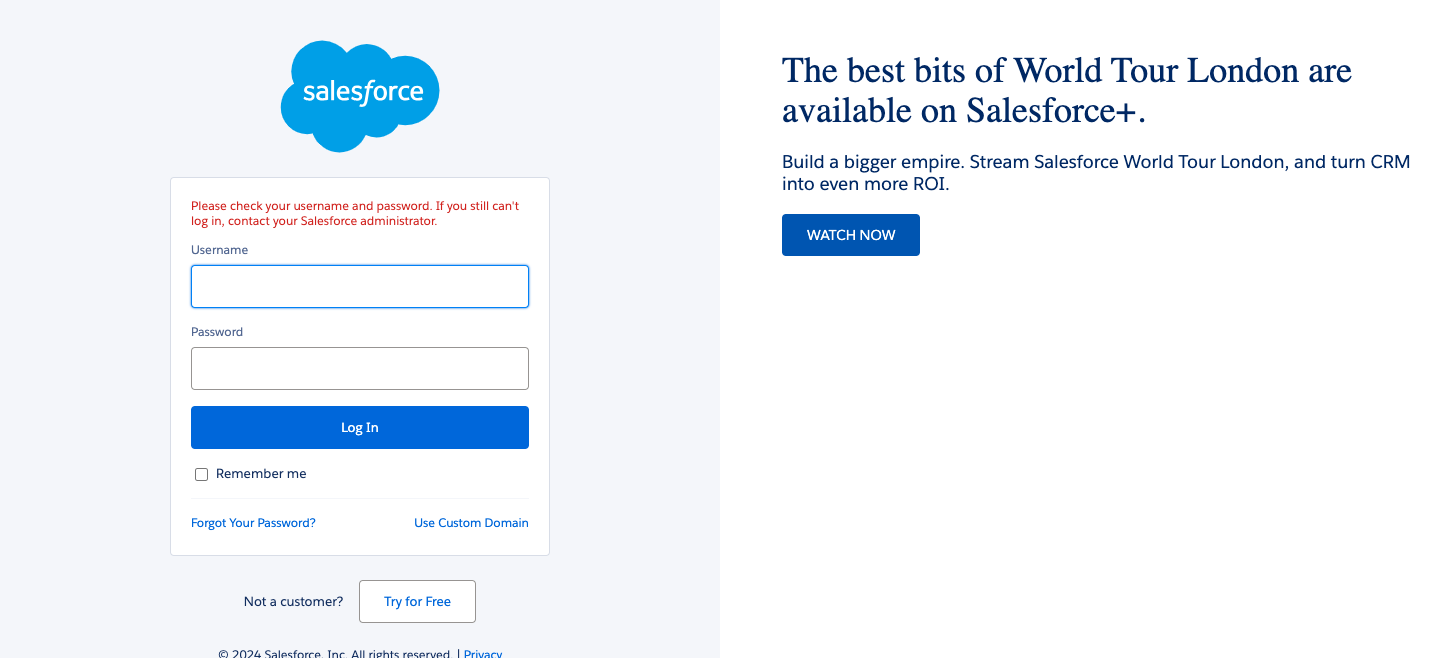 salesforce
Please check your username and password. If you still can't
log in, contact your Salesforce administrator.
Username
Password
Log In
Remember me
Forgot Your Password?
Use Custom Domain
Not a customer?
Try for Free
© 2024 Salesforce, Inc. All rights reserved. | Privacy
The best bits of World Tour London are
available on Salesforce+.
Build a bigger empire. Stream Salesforce World Tour London, and turn CRM
into even more ROI.
WATCH NOW